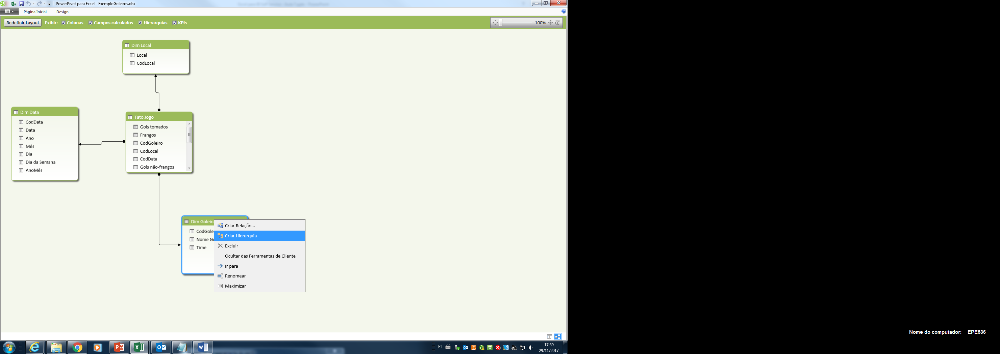 PowerPivot para Excel - ExemploGoleiros.xlsx
Página Inicial Design
Redefinir Layout Exibir: Colunas Campos calculados Hierarquias KPIs 100%
Dim Local
Local
CodLocal
Dim Data
CodData
Data
Ano
Mês
Dia
Dia da Semana
AnoMês
Fato Jogo
Gols tomados
Frangos
CodGoleiro
CodLocal
CodData
Gols não-frangos
Dim Goleiro
CodGole
Nome Go
Time
Criar Relação...
Criar Hierarquia
Excluir
Ocultar das Ferramentas de Cliente
Ir para
Renomear
Maximizar
Nome do computador: EPE536
PT
17:39
29/11/2017